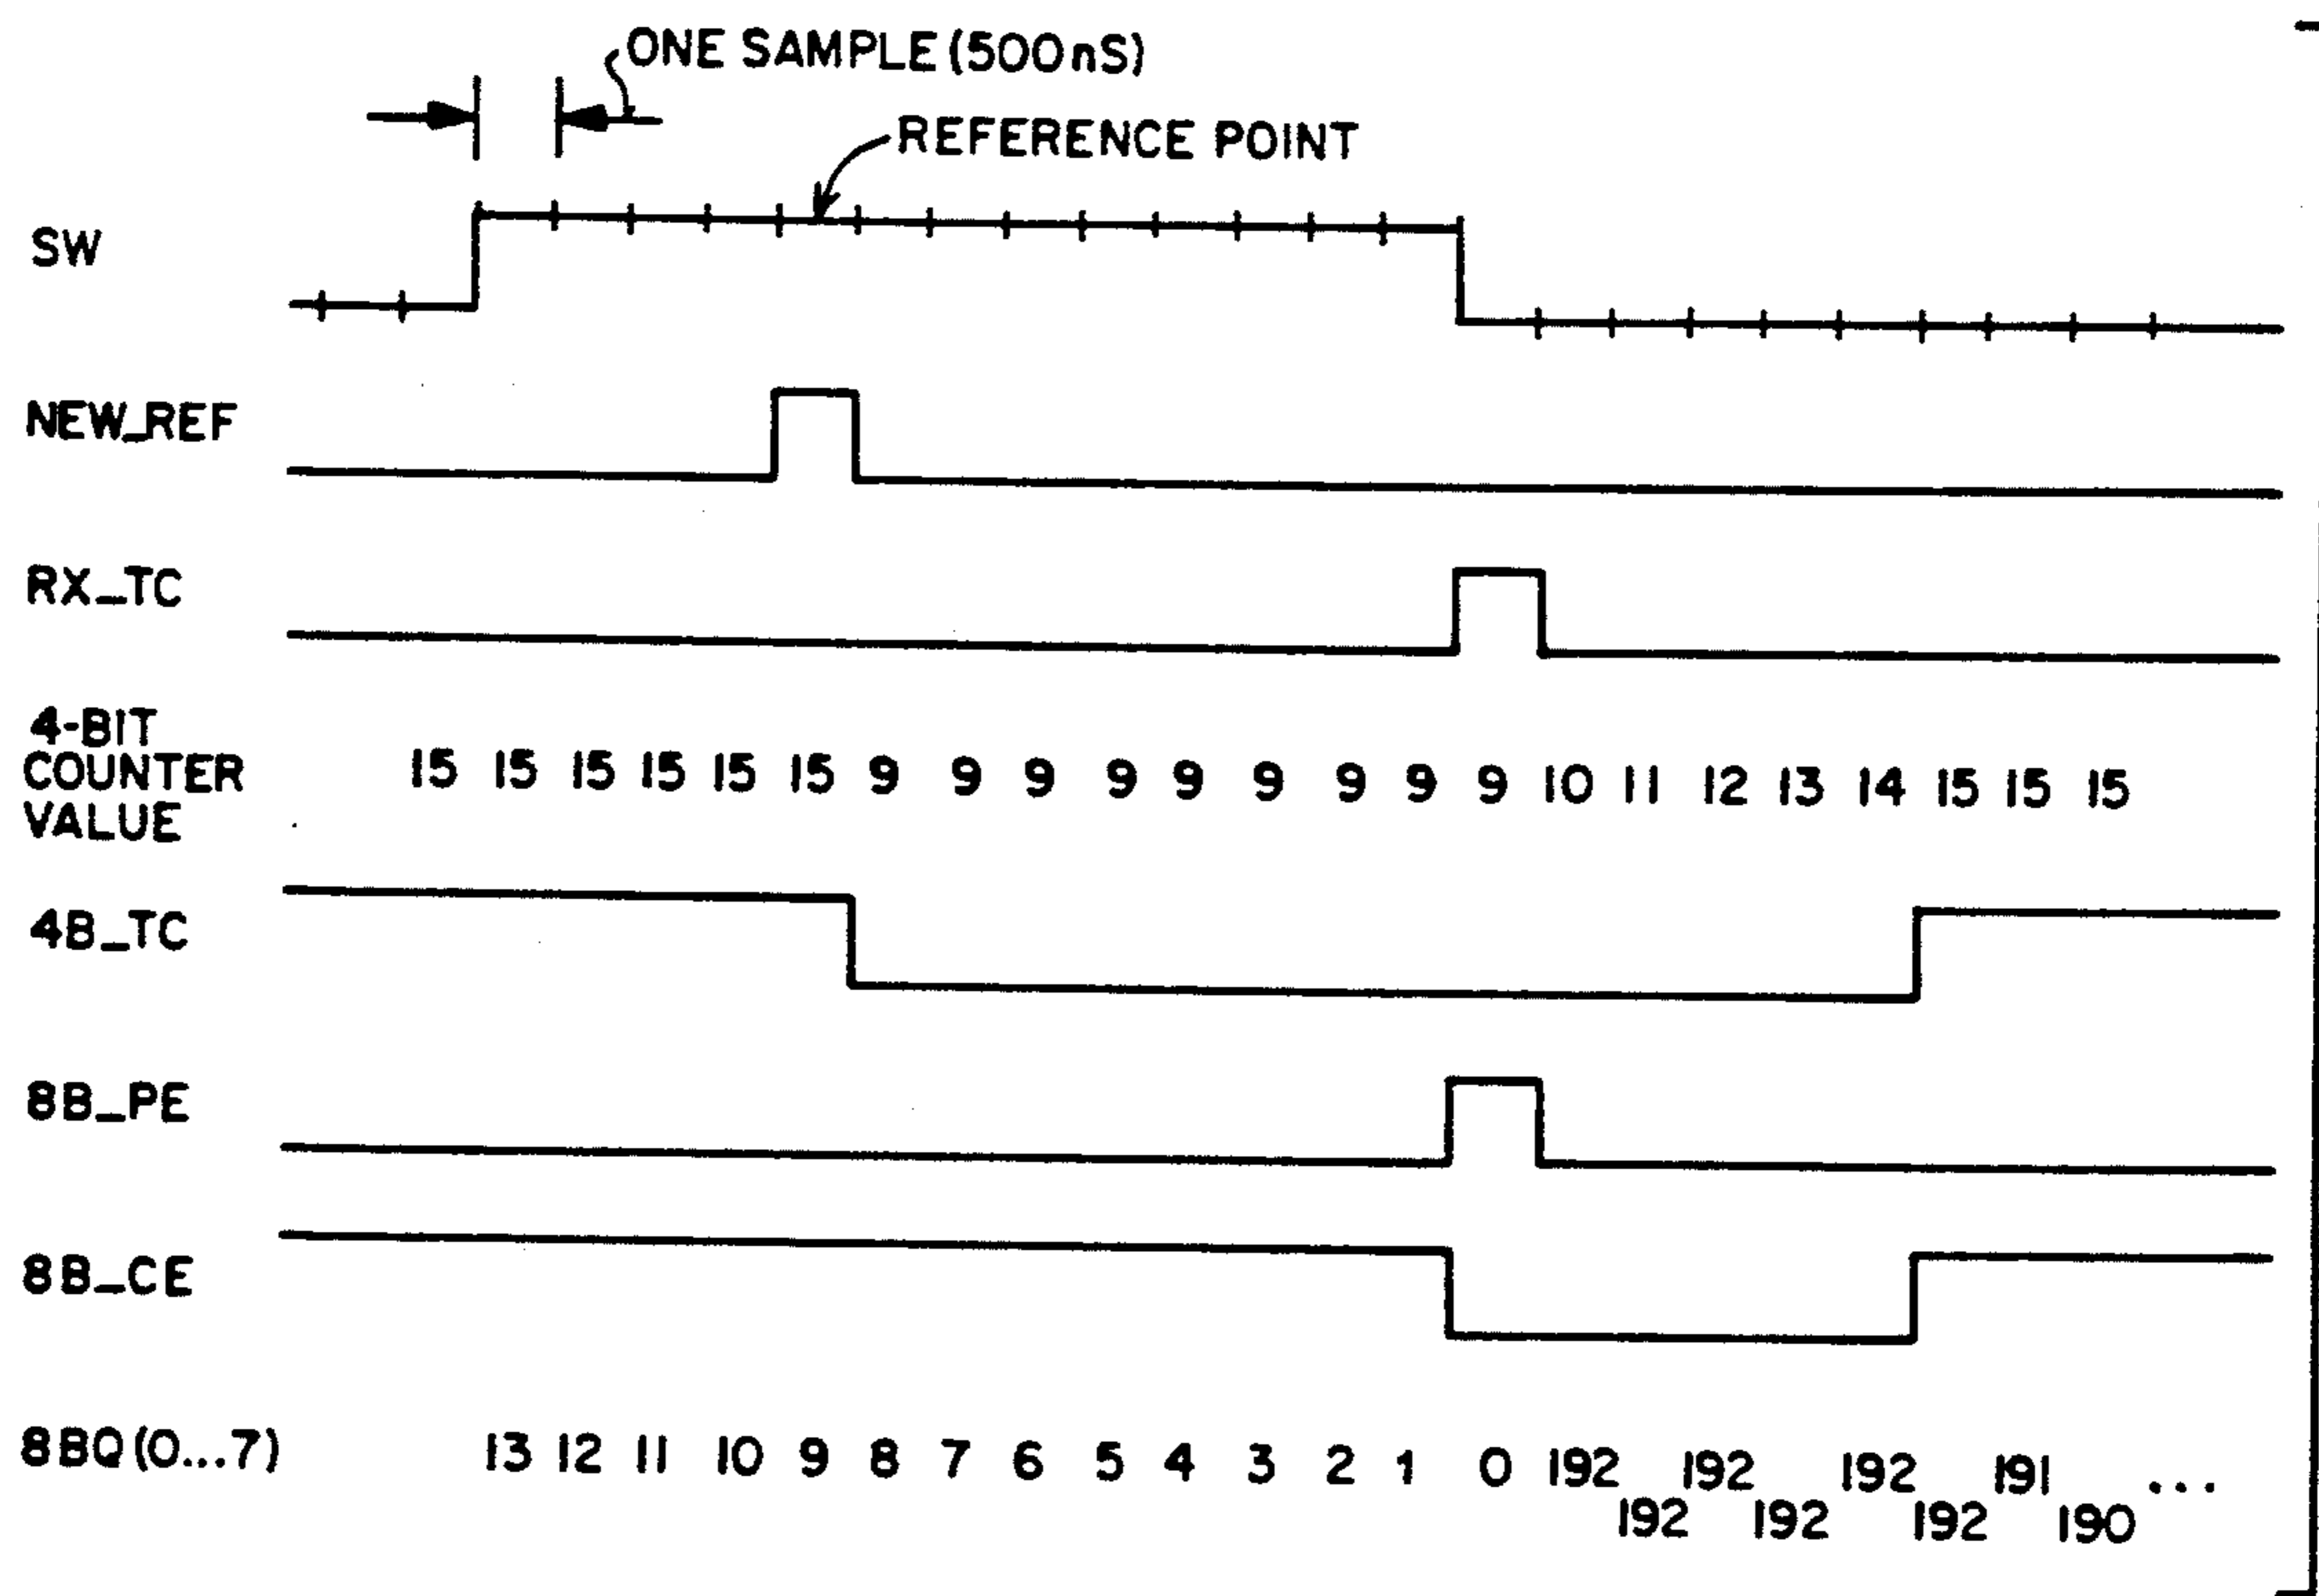 ONE SAMPLE (500nS)
REFERENCE POINT
SW
NEW_REF
RX_TC
4-BIT
COUNTER
VALUE
15 15 15 15 15 15 9 9 9 9 9 9 9 9 9 10 11 12 13 14 15 15 15
4B_TC
8B_PE
8B_CE
8BQ(0...7)
13 12 11 10 9 8 7 6 5 4 3 2 1 0 192 192 192 191 ...
192 192 192 190